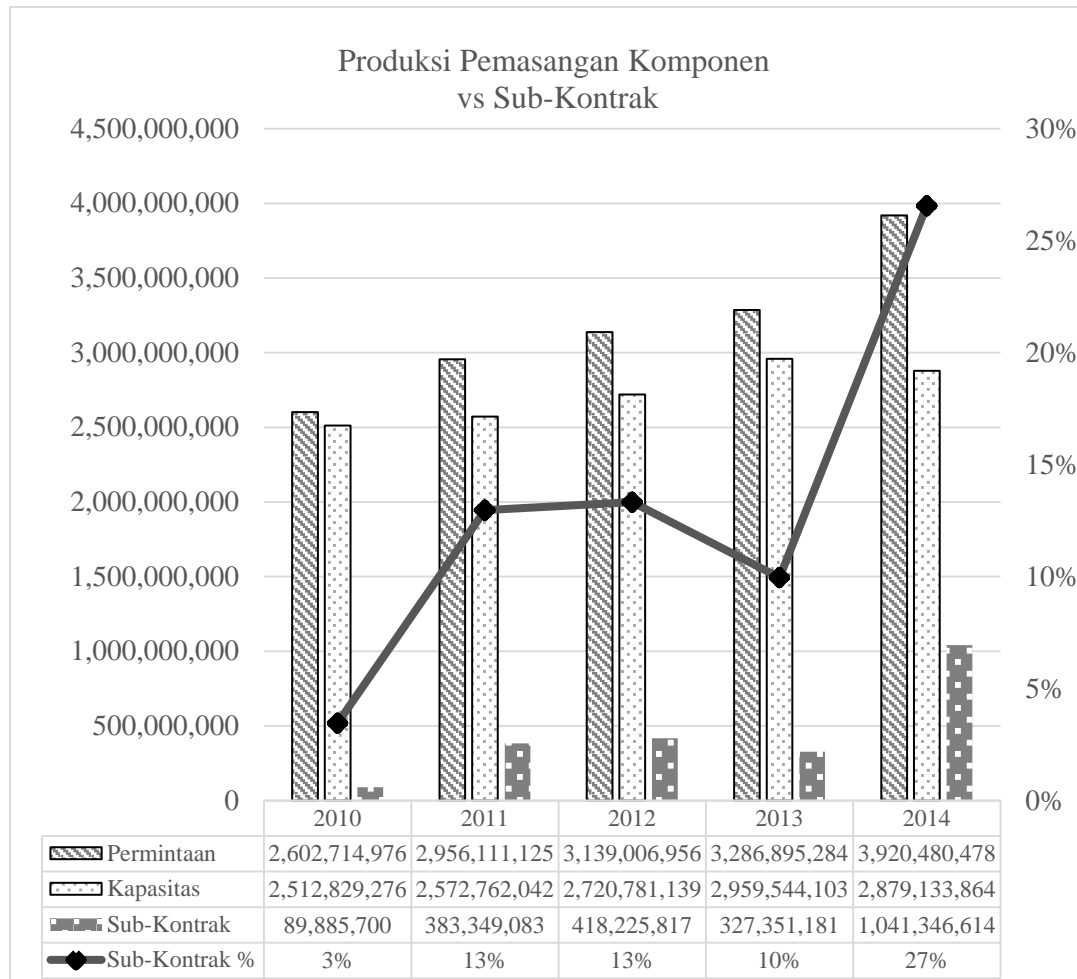 Produksi Pemasangan Komponen
vs Sub-Kontrak
4,500,000,000
4,000,000,000
3,500,000,000
3,000,000,000
2,500,000,000
2,000,000,000
1,500,000,000
1,000,000,000
500,000,000
0
30%
25%
20%
15%
10%
5%
0%
2010 2011 2012 2013 2014
Permintaan 2,602,714,976 2,956,111,125 3,139,006,956 3,286,895,284 3,920,480,478
Kapasitas 2,512,829,276 2,572,762,042 2,720,781,139 2,959,544,103 2,879,133,864
Sub-Kontrak 89,885,700 383,349,083 418,225,817 327,351,181 1,041,346,614
Sub-Kontrak % 3% 13% 13% 10% 27%